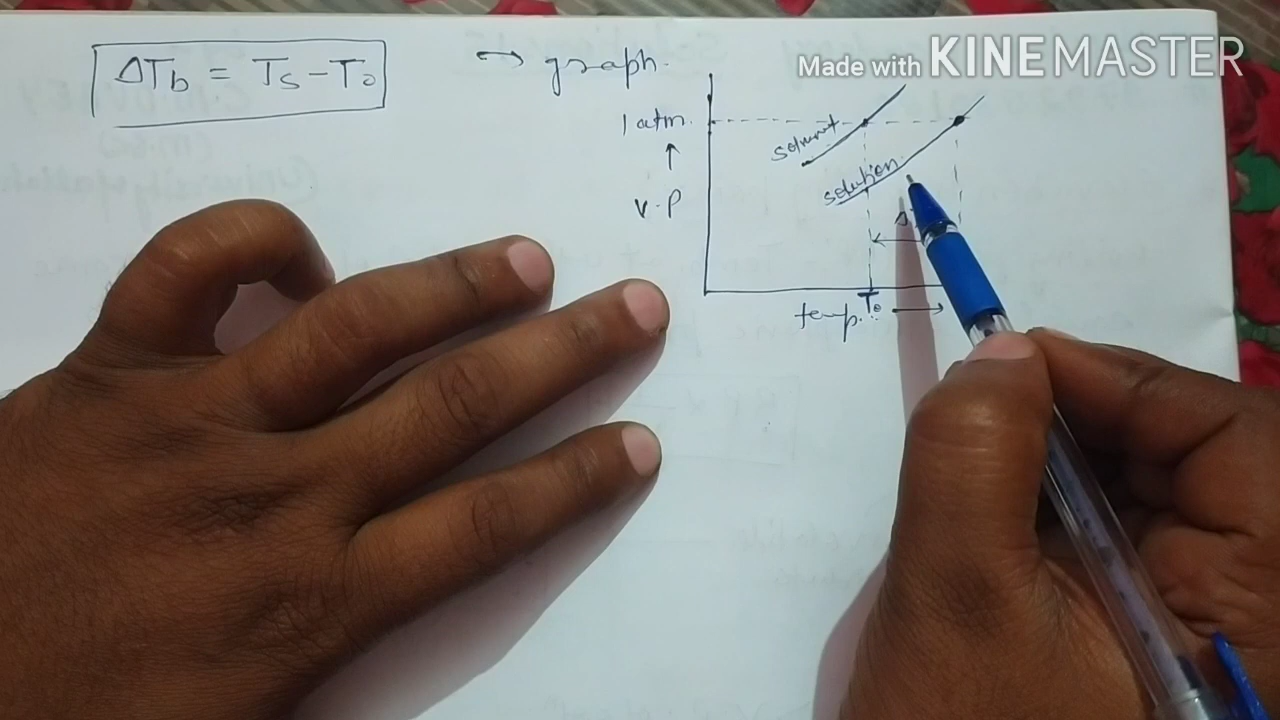 Made with KINEMASTER
ΔTb = Ts - To
→ graph.
1 atm.
solvent
solution
↑
V.P
Δ
temp. To →